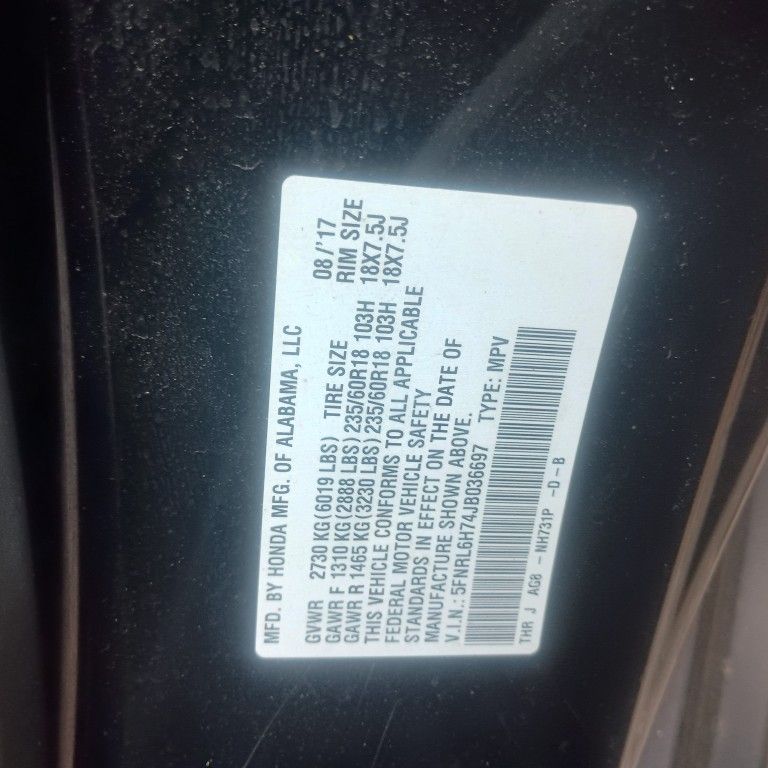 MFD. BY HONDA MFG. OF ALABAMA, LLC 08/'17
GVWR 2730 KG(6019 LBS) TIRE SIZE RIM SIZE
GAWR F 1310 KG(2888 LBS)235/60R18 103H 18X7.5J
GAWR R 1465 KG(3230 LBS)235/60R18 103H 18X7.5J
THIS VEHICLE CONFORMS TO ALL APPLICABLE
FEDERAL MOTOR VEHICLE SAFETY
STANDARDS IN EFFECT ON THE DATE OF
MANUFACTURE SHOWN ABOVE.
V.I.N.:5FNRL6H74JB036697 TYPE: MPV
THR J AG0 - NH731P -D-B